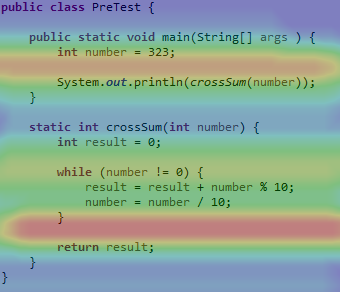 public class PreTest {
public static void main(String[] args ) {
int number = 323;
System.out.println(crossSum(number));
}
static int crossSum(int number) {
int result = 0;
while (number != 0) {
result = result + number % 10;
number = number / 10;
}
return result;
}
}